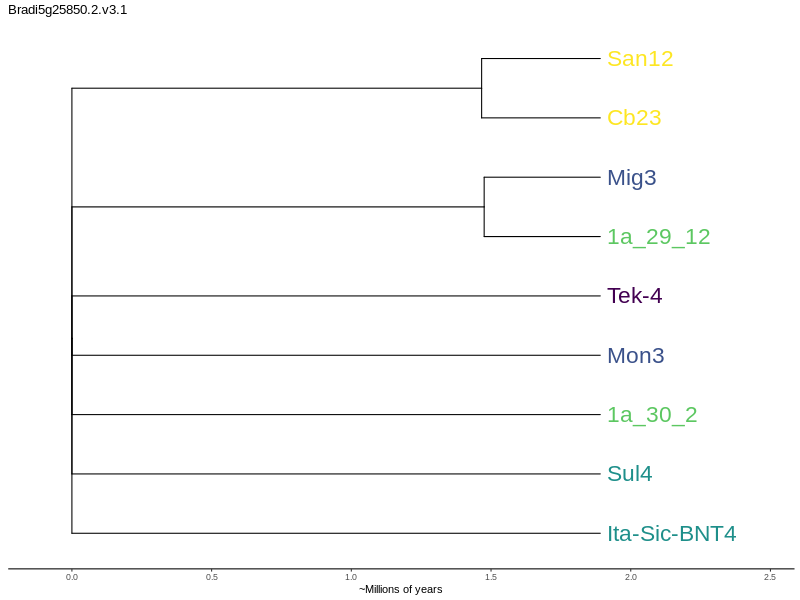 Bradi5g25850.2.v3.1
San12
Cb23
Mig3
1a_29_12
Tek-4
Mon3
1a_30_2
Sul4
Ita-Sic-BNT4
0.0 0.5 1.0 1.5 2.0 2.5
~Millions of years